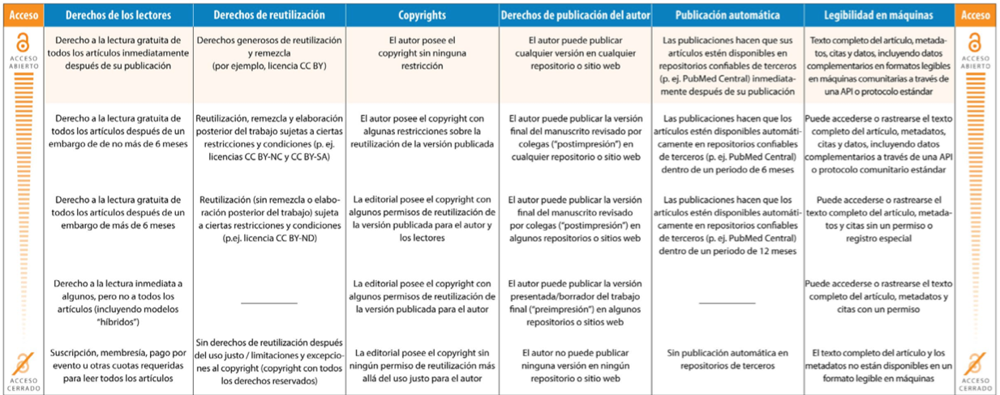 Acceso
Derechos de los lectores
Derechos de reutilización
Copyrights
Derechos de publicación del autor
Publicación automática
Legibilidad en máquinas
Acceso
ACCESO
ABIERTO
Derecho a la lectura gratuita de
todos los artículos inmediatamente
después de su publicación
Derechos generosos de reutilización
y remezcla
(por ejemplo, licencia CC BY)
El autor posee el
copyright sin ninguna
restricción
El autor puede publicar
cualquier versión en cualquier
repositorio o sitio web
Las publicaciones hacen que sus
artículos estén disponibles en
repositorios confiables de terceros
(p. ej. PubMed Central) inmediata-
mente después de su publicación
Texto completo del artículo, metada-
tos, citas y datos, incluyendo datos
complementarios en formatos legibles
en máquinas comunitarias a través de
una API o protocolo estándar
ACCESO
ABIERTO
Derecho a la lectura gratuita de
todos los artículos después de un
embargo de de no más de 6 meses
Reutilización, remezcla y elaboración
posterior del trabajo sujetas a ciertas
restricciones y condiciones (p. ej.
licencias CC BY-NC y CC BY-SA)
El autor posee el copyright con
algunas restricciones sobre la
reutilización de la versión publicada
El autor puede publicar la versión
final del manuscrito revisado por
colegas (“postimpresión”) en
cualquier repositorio o sitio web
Las publicaciones hacen que los
artículos estén disponibles automáti-
camente en repositorios confiables
de terceros (p. ej. PubMed Central)
dentro de un periodo de 6 meses
Puede accederse o rastrearse el texto
completo del artículo, metadatos,
citas y datos, incluyendo datos
complementarios a través de una API
o protocolo comunitario estándar
Derecho a la lectura gratuita de
todos los artículos después de un
embargo de más de 6 meses
Reutilización (sin remezcla o elabo-
ración posterior del trabajo) sujeta
a ciertas restricciones y condiciones
(p.ej. licencia CC BY-ND)
La editorial posee el copyright con
algunos permisos de reutilización de
la versión publicada para el autor y
los lectores
El autor puede publicar la versión
final del manuscrito revisado
por colegas (“postimpresión”) en
algunos repositorios o sitios web
Las publicaciones hacen que los
artículos estén disponibles automáti-
camente en repositorios confiables
de terceros (p. ej. PubMed Central)
dentro de un periodo de 12 meses
Puede accederse o rastrearse el
texto completo del artículo, metada-
tos y citas sin un permiso o
registro especial
Derecho a la lectura inmediata a
algunos, pero no a todos los
artículos (incluyendo modelos
“híbridos”)
La editorial posee el copyright con
algunos permisos de reutilización de
la versión publicada para el autor
El autor puede publicar la versión
presentada/borrador del trabajo
final (“preimpresión”) en algunos
repositorios o sitios web
Puede accederse o rastrearse el texto
completo del artículo, metadatos y
citas con un permiso
ACCESO
CERRADO
Suscripción, membresía, pago por
evento u otras cuotas requeridas
para leer todos los artículos
Sin derechos de reutilización después
del uso justo / limitaciones y excepcio-
nes al copyright (copyright con todos
los derechos reservados)
La editorial posee el copyright sin
ningún permiso de reutilización más
allá del uso justo para el autor
El autor no puede publicar
ninguna versión en ningún
repositorio o sitio web
Sin publicación automática en
repositorios de terceros
El texto completo del artículo y los
metadatos no están disponibles en un
formato legible en máquinas
ACCESO
CERRADO